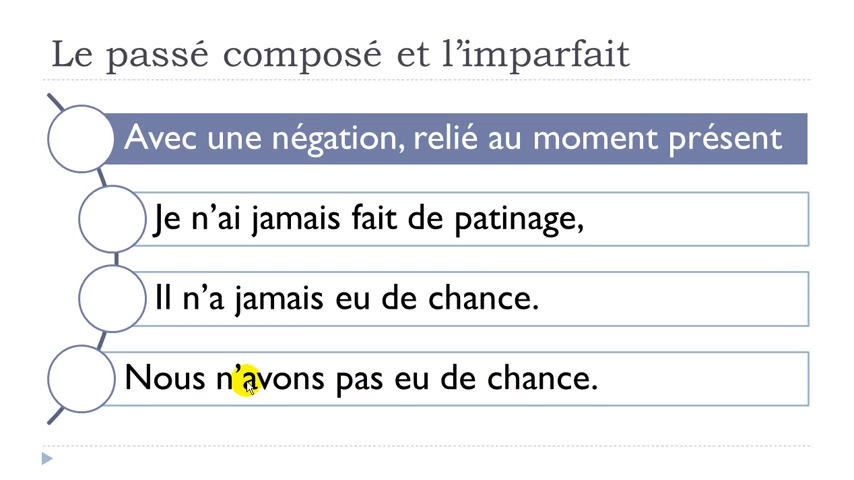 Le passé composé et l’imparfait
Avec une négation, relié au moment présent
Je n’ai jamais fait de patinage,
Il n’a jamais eu de chance.
Nous n’avons pas eu de chance.